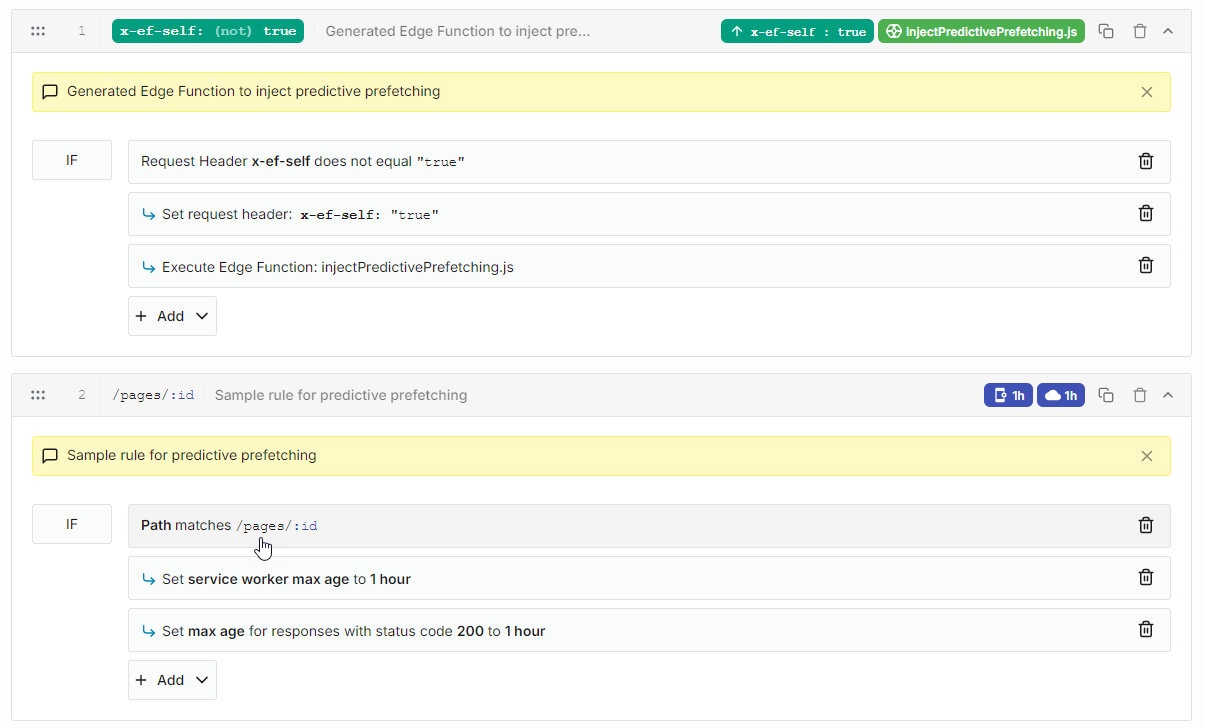 1 x-ef-self: (not) true Generated Edge Function to inject pre... x-ef-self : true injectPredictivePrefetching.js
Generated Edge Function to inject predictive prefetching
IF Request Header x-ef-self does not equal "true"
Set request header: x-ef-self: "true"
Execute Edge Function: injectPredictivePrefetching.js
+ Add
2 /pages/:id Sample rule for predictive prefetching 1h 1h
Sample rule for predictive prefetching
IF Path matches /pages/:id
Set service worker max age to 1 hour
Set max age for responses with status code 200 to 1 hour
+ Add